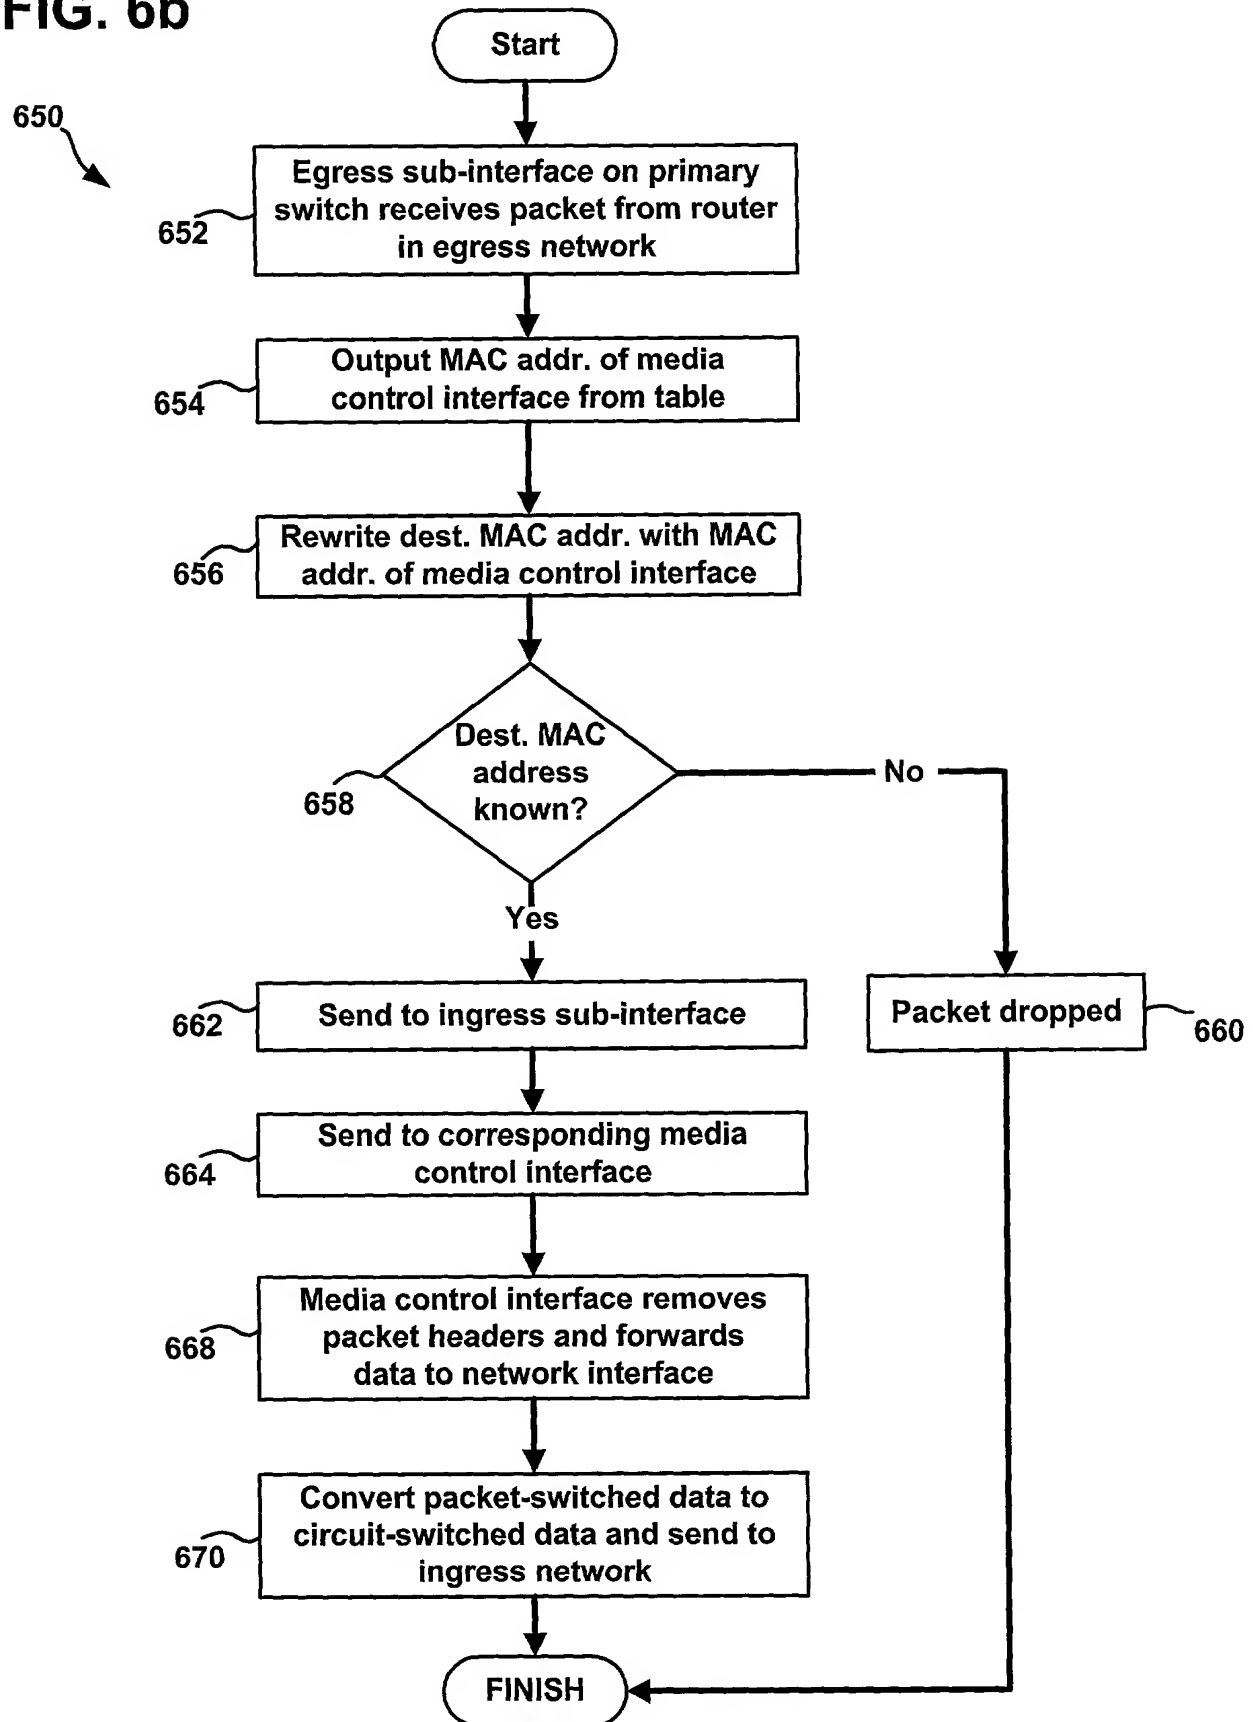 FIG. 6b
Start
650
Egress sub-interface on primary
switch receives packet from router
in egress network
652
Output MAC addr. of media
control interface from table
654
Rewrite dest. MAC addr. with MAC
addr. of media control interface
656
Dest. MAC
address
known?
658
No
Yes
Send to ingress sub-interface
662
Packet dropped
660
Send to corresponding media
control interface
664
Media control interface removes
packet headers and forwards
data to network interface
668
Convert packet-switched data to
circuit-switched data and send to
ingress network
670
FINISH